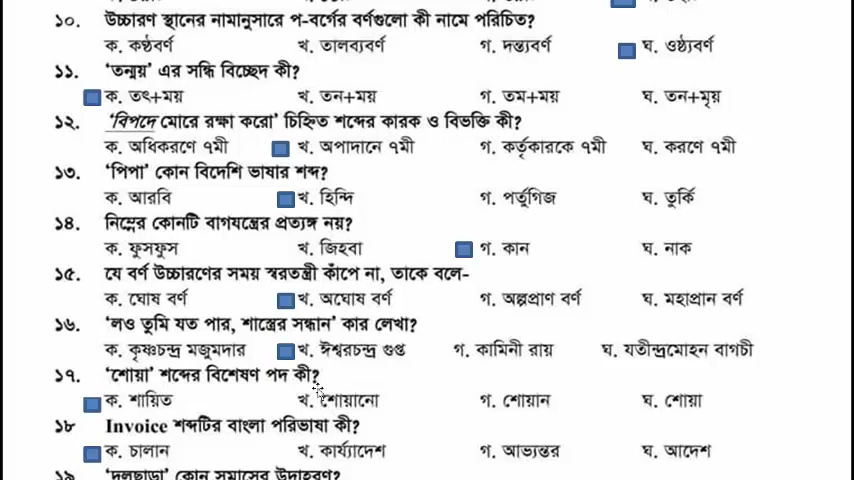 ১০. উচ্চারণ স্থানের নামানুসারে প-বর্গের বর্ণগুলো কী নামে পরিচিত?
ক. কণ্ঠবর্ণ খ. তালব্যবর্ণ গ. দন্ত্যবর্ণ ঘ. ওষ্ঠ্যবর্ণ
১১. ‘তন্ময়’ এর সন্ধি বিচ্ছেদ কী?
ক. তৎ+ময় খ. তন+ময় গ. তম+ময় ঘ. তন+মৃয়
১২. ‘বিপদে মোরে রক্ষা করো’ চিহ্নিত শব্দের কারক ও বিভক্তি কী?
ক. অধিকরণে ৭মী খ. অপাদানে ৭মী গ. কর্তৃকারকে ৭মী ঘ. করণে ৭মী
১৩. ‘পিপা’ কোন বিদেশি ভাষার শব্দ?
ক. আরবি খ. হিন্দি গ. পর্তুগিজ ঘ. তুর্কি
১৪. নিম্নের কোনটি বাগযন্ত্রের প্রত্যঙ্গ নয়?
ক. ফুসফুস খ. জিহবা গ. কান ঘ. নাক
১৫. যে বর্ণ উচ্চারণের সময় স্বরতন্ত্রী কাঁপে না, তাকে বলে-
ক. ঘোষ বর্ণ খ. অঘোষ বর্ণ গ. অল্পপ্রাণ বর্ণ ঘ. মহাপ্রান বর্ণ
১৬. ‘লও তুমি যত পার, শাস্ত্রের সন্ধান’ কার লেখা?
ক. কৃষ্ণচন্দ্র মজুমদার খ. ঈশ্বরচন্দ্র গুপ্ত গ. কামিনী রায় ঘ. যতীন্দ্রমোহন বাগচী
১৭. ‘শোয়া’ শব্দের বিশেষণ পদ কী?
ক. শায়িত খ. শোয়ানো গ. শোয়ান ঘ. শোয়া
১৮ Invoice শব্দটির বাংলা পরিভাষা কী?
ক. চালান খ. কার্য্যাদেশ গ. আভ্যন্তর ঘ. আদেশ
১৯. ‘দলছাড়া’ কোন সমাসের উদাহরণ?